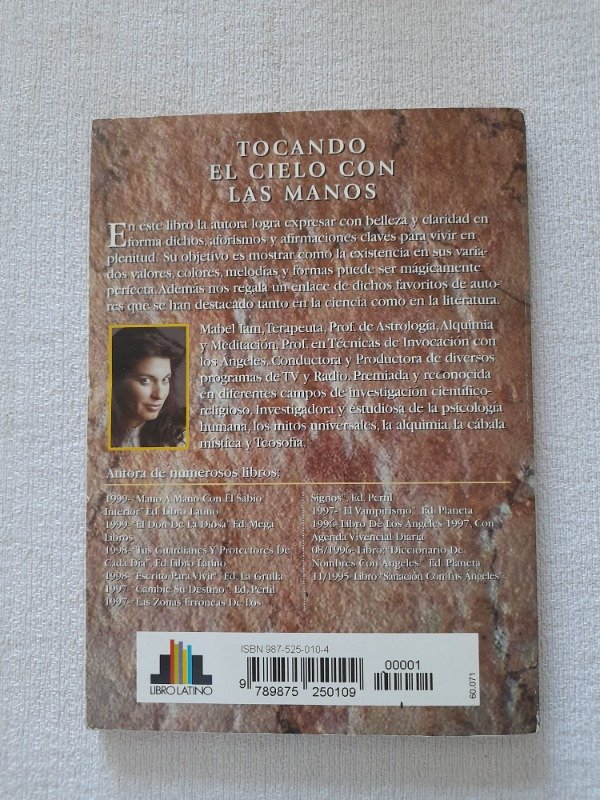 TOCANDO
EL CIELO CON
LAS MANOS
En este libro la autora logra expresar con belleza y claridad en
forma dichos, aforismos y afirmaciones claves para vivir en
plenitud. Su objetivo es mostrar como la existencia en sus varia-
dos valores, colores, melodías y formas puede ser mágicamente
perfecta. Además nos regala un enlace de dichos favoritos de auto-
res que se han destacado tanto en la ciencia como en la literatura.
Mabel Iam, Terapeuta, Prof. de Astrología, Alquimia
y Meditación, Prof. en Técnicas de Invocación con
los Ángeles, Conductora y Productora de diversos
programas de TV y Radio. Premiada y reconocida
en diferentes campos de investigación científico-
religioso. Investigadora y estudiosa de la psicología
humana, los mitos universales, la alquimia, la cábala
mística y Teosofía.
Autora de numerosos libros:
1999-"Mano A Mano Con El Sabio
Interior" Ed. Libro Latino
1999-"El Don De La Diosa" Ed. Mega
Libros
1998-"Tus Guardianes Y Protectores De
Cada Día". Ed Libro Latino
1998-"Escrito Para Vivir", Ed. La Grulla
1997-"Cambie Su Destino". Ed. Perfil
1997-"Las Zonas Erroneas De Los
Signos". Ed. Perfil
1997-"El Vampirismo". Ed. Planeta
1996-"Libro De Los Angeles 1997, Con
Agenda Vivencial Diaria
08/1996, Libro: "Diccionario De
Nombres Con Angeles". Ed. Planeta
11/1995- Libro "Sanación Con Tus Angeles".
ISBN 987-525-010-4
00001
9 789875 250109
LIBRO LATINO
60.071